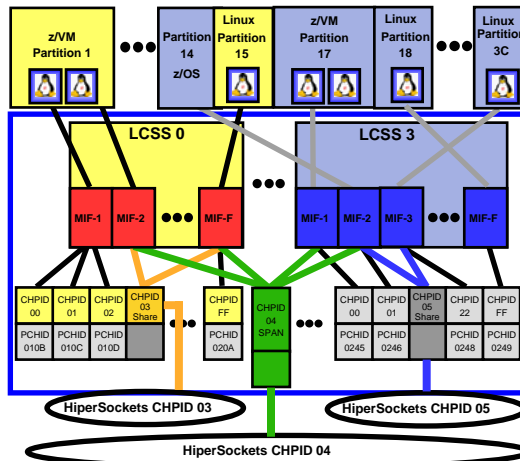 z/VM
Partition 1
Partition
14
z/OS
Linux
Partition
15
z/VM
Partition
17
Linux
Partition
18
Linux
Partition
3C
LCSS 0
LCSS 3
MIF-1
MIF-2
MIF-F
MIF-1
MIF-2
MIF-3
MIF-F
CHPID
00
CHPID
01
CHPID
02
CHPID
03
Share
CHPID
FF
CHPID
04
SPAN
CHPID
00
CHPID
01
CHPID
05
Share
CHPID
22
CHPID
FF
PCHID
010B
PCHID
010C
PCHID
010D
PCHID
020A
PCHID
0245
PCHID
0246
PCHID
0248
PCHID
0249
HiperSockets CHPID 03
HiperSockets CHPID 05
HiperSockets CHPID 04